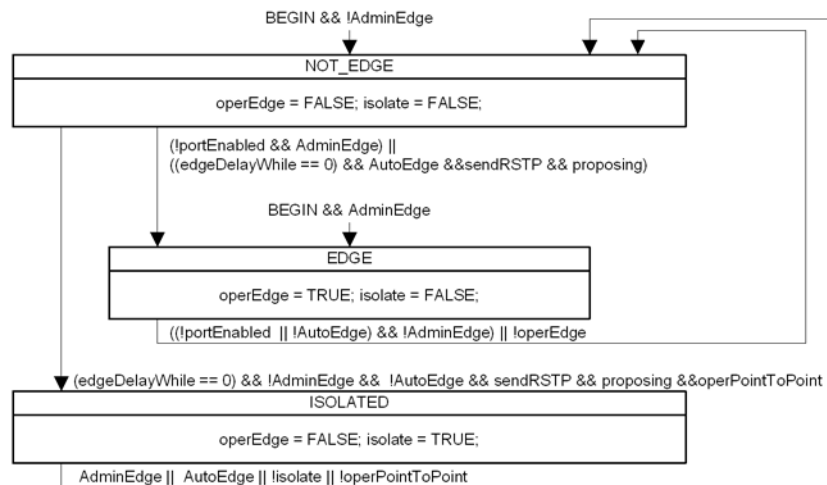 BEGIN && !AdminEdge
NOT_EDGE
operEdge = FALSE; isolate = FALSE;
(!portEnabled && AdminEdge) ||
((edgeDelayWhile == 0) && AutoEdge &&sendRSTP && proposing)
BEGIN && AdminEdge
EDGE
operEdge = TRUE; isolate = FALSE;
((!portEnabled || !AutoEdge) && !AdminEdge) || !operEdge
(edgeDelayWhile == 0) && !AdminEdge && !AutoEdge && sendRSTP && proposing &&operPointToPoint
ISOLATED
operEdge = FALSE; isolate = TRUE;
AdminEdge || AutoEdge || !isolate || !operPointToPoint